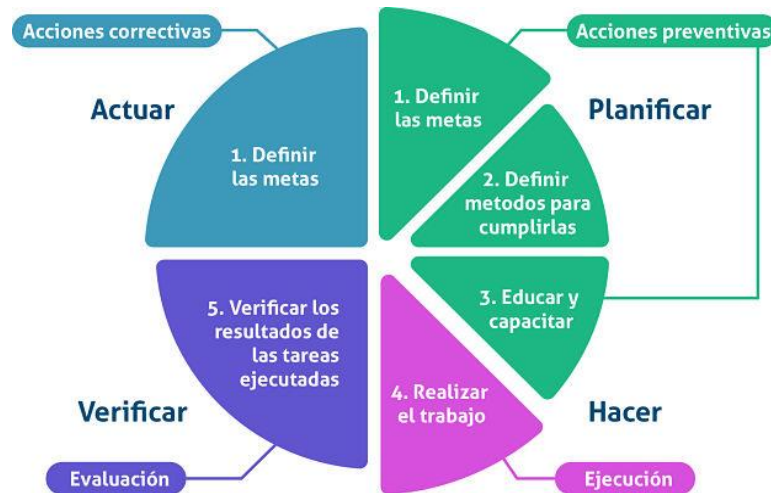 Acciones correctivas
Acciones preventivas
Actuar
Planificar
1. Definir
las metas
1. Definir
las metas
2. Definir
metodos para
cumplirlas
3. Educar y
capacitar
4. Realizar
el trabajo
5. Verificar los
resultados de
las tareas
ejecutadas
Verificar
Hacer
Evaluación
Ejecución